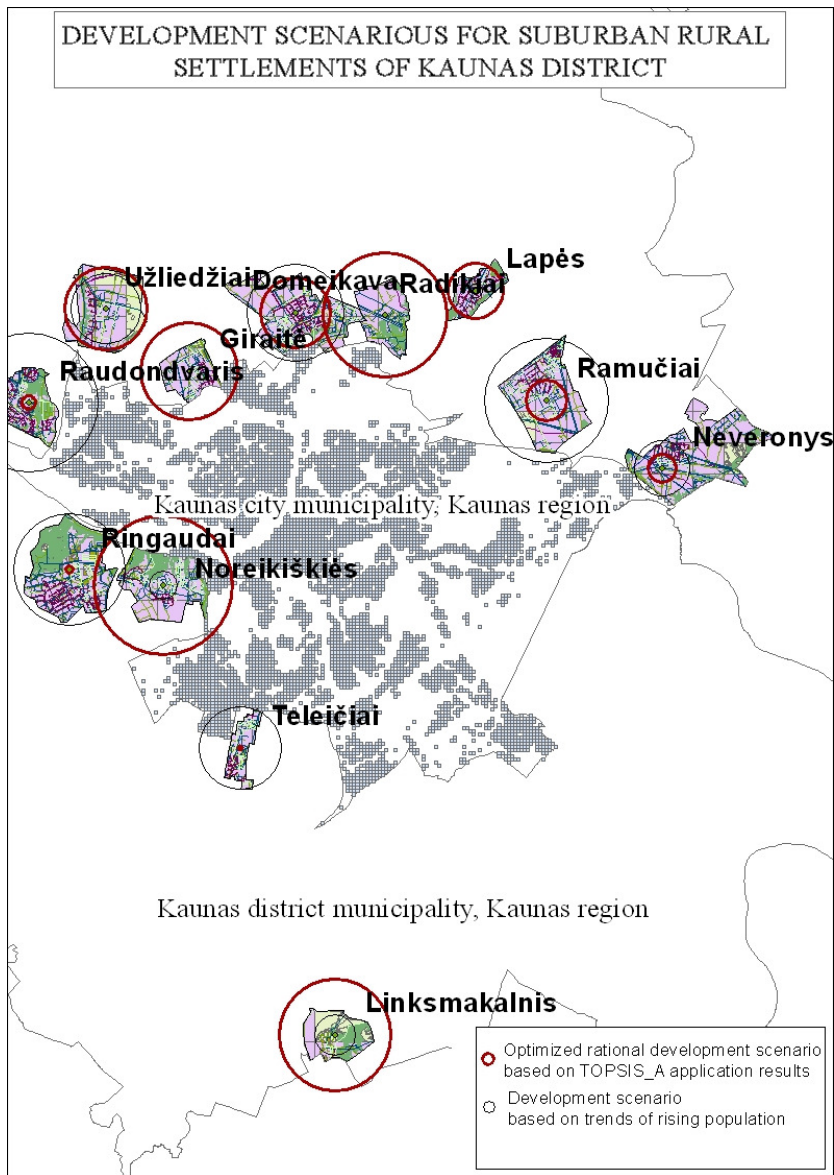 DEVELOPMENT SCENARIOUS FOR SUBURBAN RURAL
SETTLEMENTS OF KAUNAS DISTRICT
Lapės
Užliedžiai
Domeikava
Radikiai
Giraitė
Raudondvaris
Ramučiai
Neveronys
Kaunas city municipality, Kaunas region
Ringaudai
Noreikiškiės
Teleičiai
Kaunas district municipality, Kaunas region
Linksmakalnis
Optimized rational development scenario
based on TOPSIS_A application results
Development scenario
based on trends of rising population